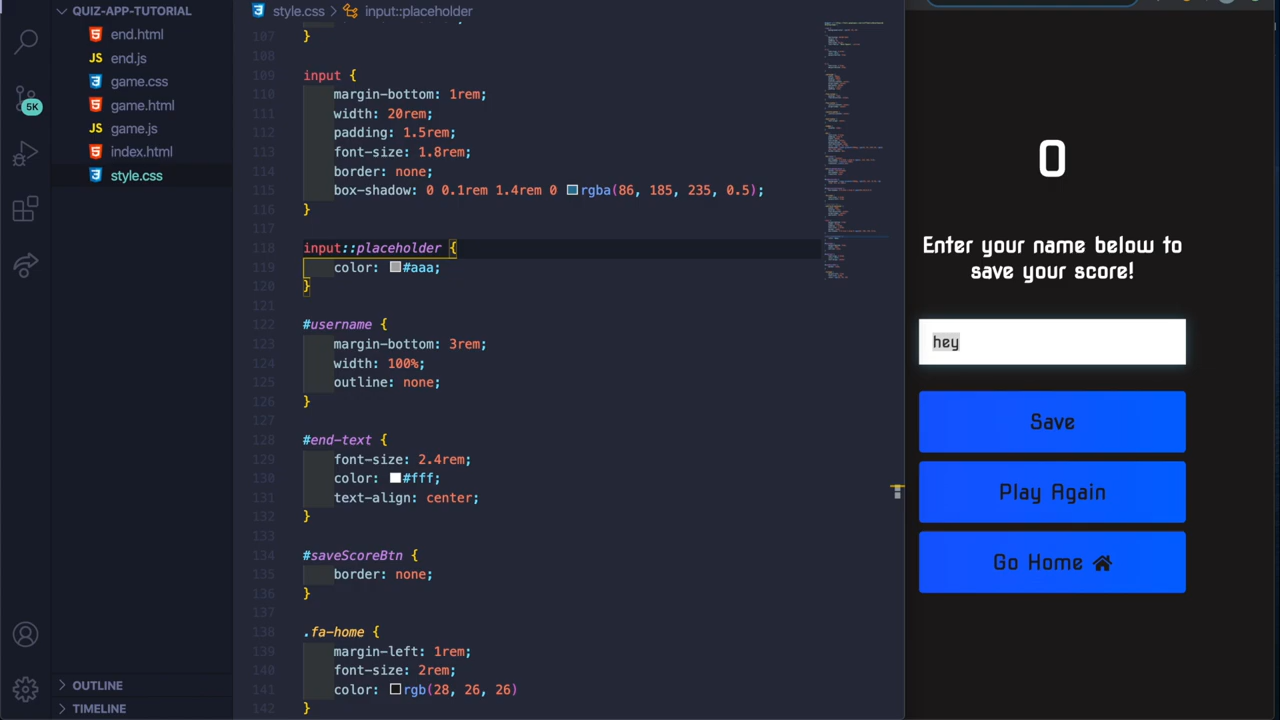 QUIZ-APP-TUTORIAL
end.html
JS end.js
game.css
game.html
JS game.js
index.html
style.css
5K
OUTLINE
TIMELINE
style.css > input::placeholder
107 }
108
109 input {
110 margin-bottom: 1rem;
111 width: 20rem;
112 padding: 1.5rem;
113 font-size: 1.8rem;
114 border: none;
115 box-shadow: 0 0.1rem 1.4rem 0 rgba(86, 185, 235, 0.5);
116 }
117
118 input::placeholder {
119 color: #aaa;
120 }
121
122 #username {
123 margin-bottom: 3rem;
124 width: 100%;
125 outline: none;
126 }
127
128 #end-text {
129 font-size: 2.4rem;
130 color: #fff;
131 text-align: center;
132 }
133
134 #saveScoreBtn {
135 border: none;
136 }
137
138 .fa-home {
139 margin-left: 1rem;
140 font-size: 2rem;
141 color: rgb(28, 26, 26)
142 }
0
Enter your name below to
save your score!
hey
Save
Play Again
Go Home